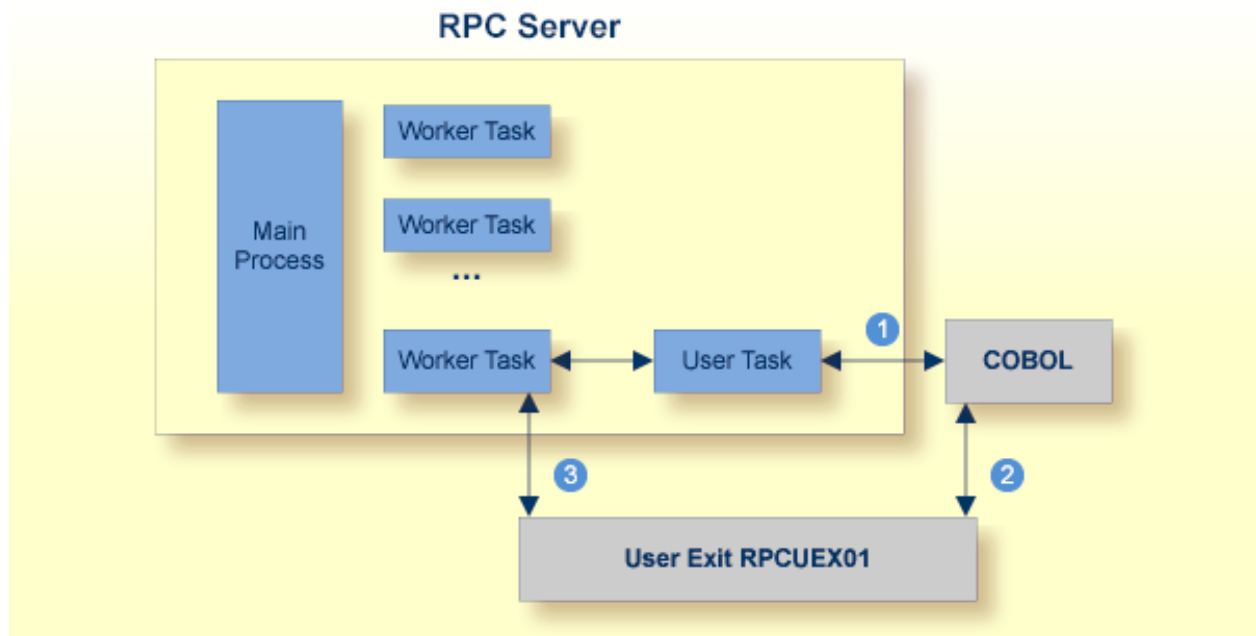 RPC Server
Worker Task
Worker Task
...
Main
Process
Worker Task
User Task
1
COBOL
3
2
User Exit RPCUEX01